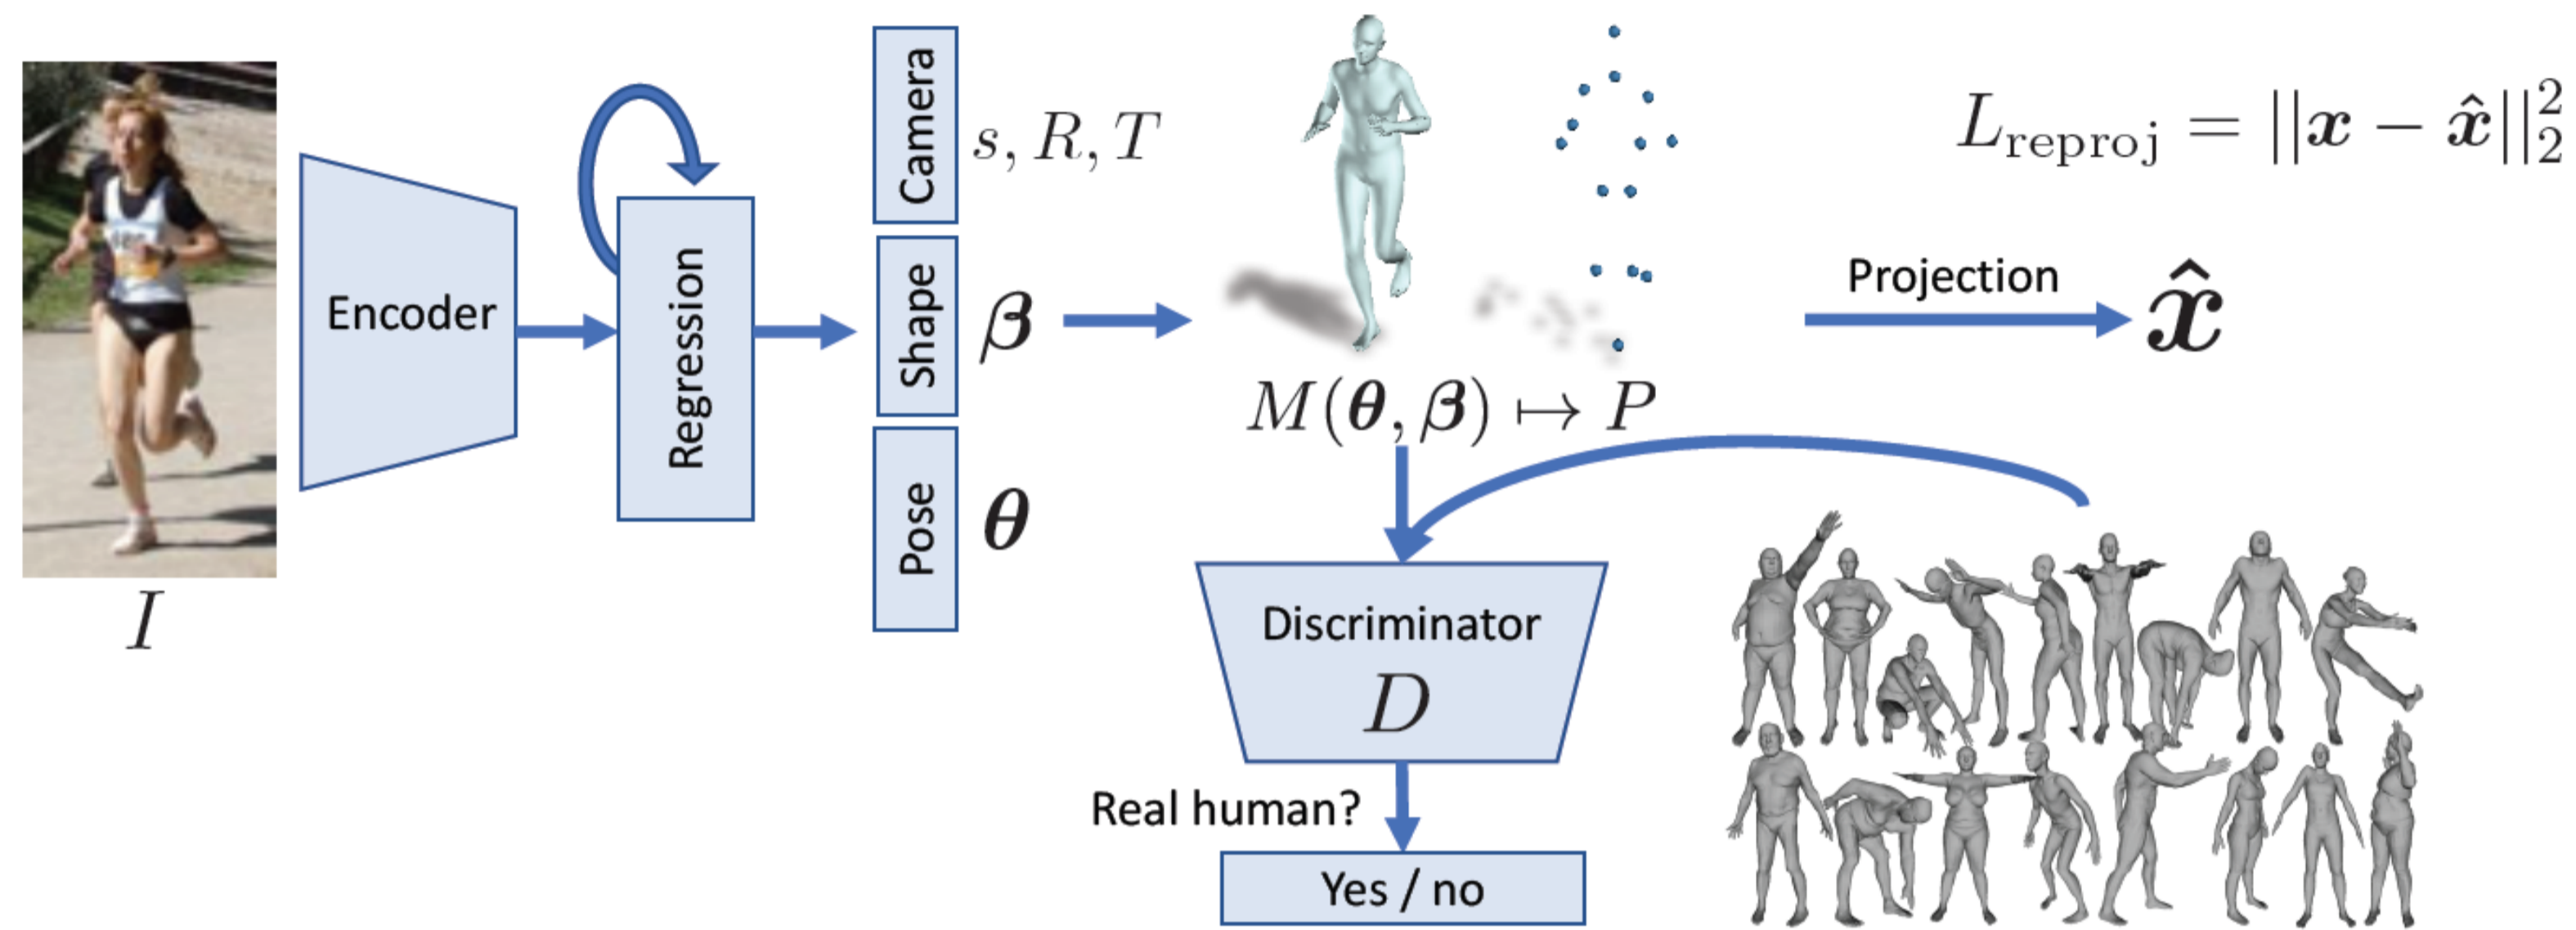 I
Encoder
Regression
Camera
Shape
Pose
s, R, T
β
θ
M(θ, β) ↦ P
Projection
x̂
L_reproj = ||x − x̂||₂²
Discriminator
D
Real human?
Yes / no